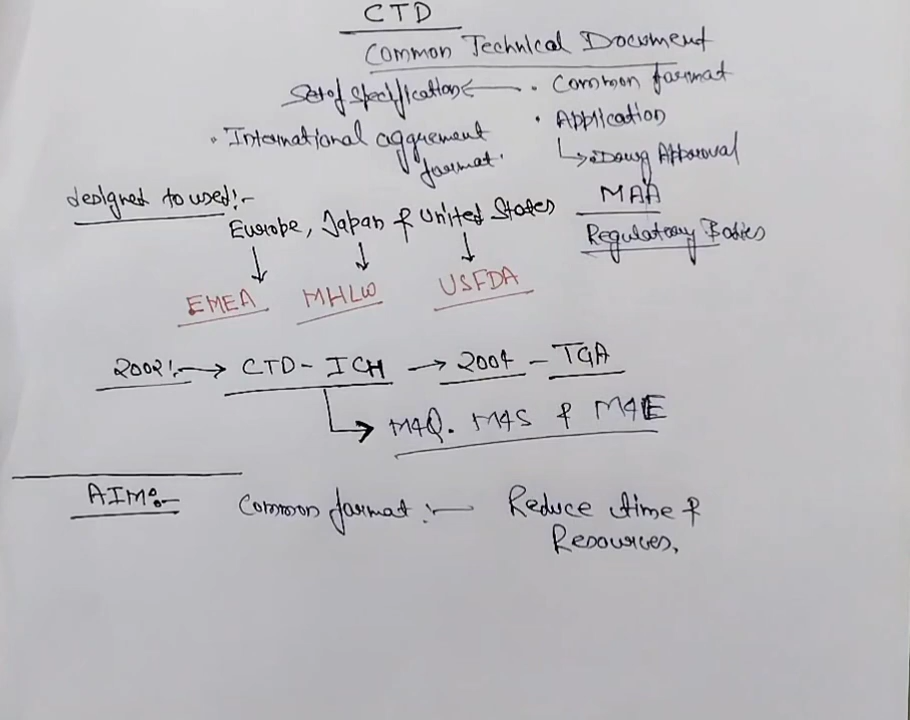 CTD
Common Technical Document
Set of Specification ← • Common format
• International aggrement format.
• Application
↳ • Drug Approval
MAA
Regulatory Bodies
designed to used:-
Europe, Japan & United States
↓ ↓ ↓
EMEA MHLW USFDA
2002:- → CTD - ICH → 2004 - TGA
↳ M4Q. M4S & M4E
AIM:- Common format :- Reduce time &
Resources,